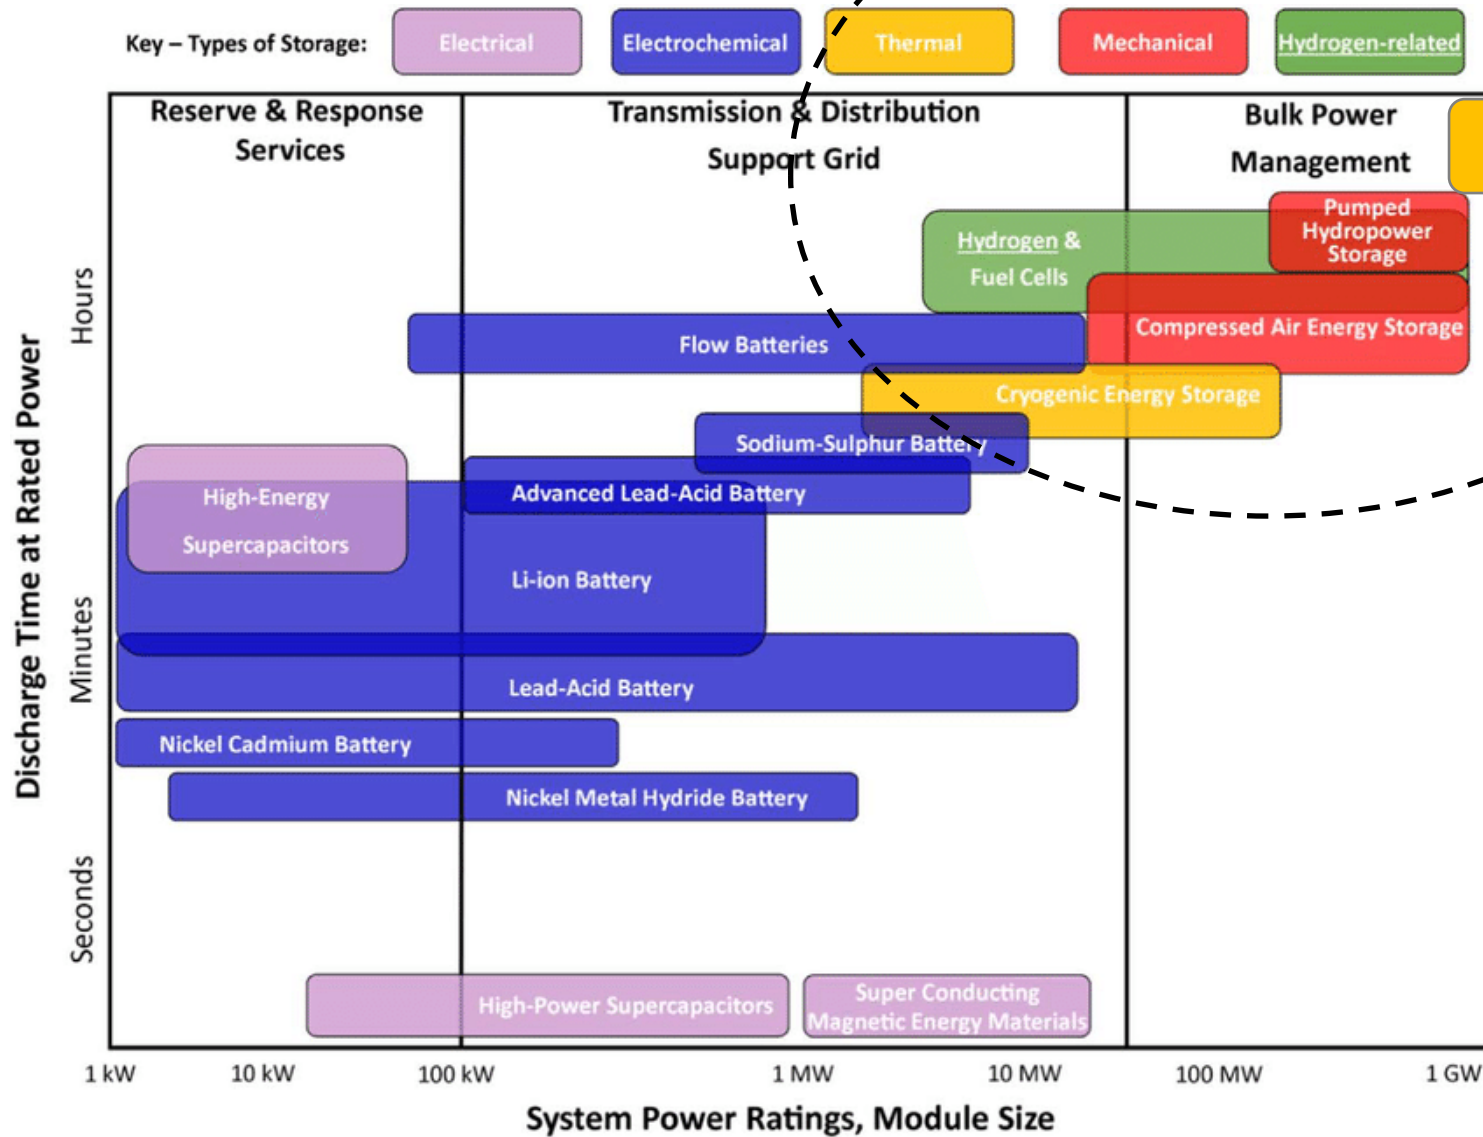 Key – Types of Storage:
Electrical
Electrochemical
Thermal
Mechanical
Hydrogen-related
Reserve & Response
Services
Transmission & Distribution
Support Grid
Bulk Power
Management
Pumped
Hydropower
Storage
Hydrogen &
Fuel Cells
Compressed Air Energy Storage
Flow Batteries
Cryogenic Energy Storage
Sodium-Sulphur Battery
Advanced Lead-Acid Battery
High-Energy
Supercapacitors
Li-ion Battery
Lead-Acid Battery
Nickel Cadmium Battery
Nickel Metal Hydride Battery
High-Power Supercapacitors
Super Conducting
Magnetic Energy Materials
Discharge Time at Rated Power
Hours
Minutes
Seconds
1 kW
10 kW
100 kW
1 MW
10 MW
100 MW
1 GW
System Power Ratings, Module Size